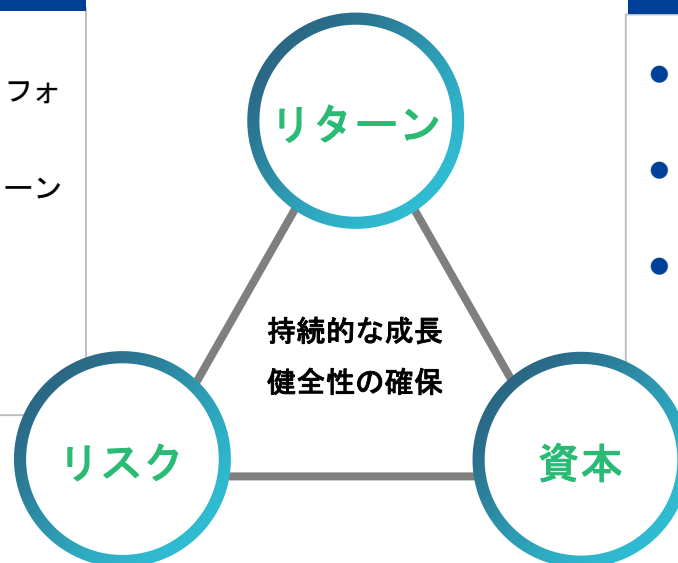 フォ
ーン
リターン
持続的な成長
健全性の確保
リスク
資本